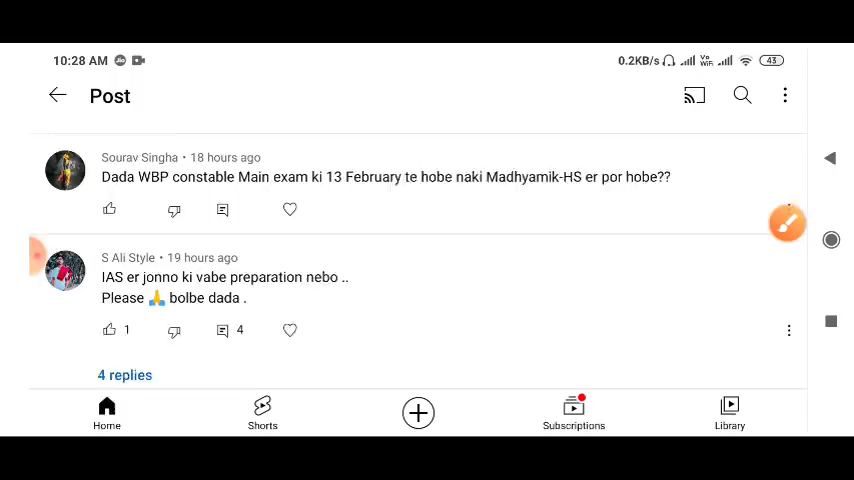 10:28 AM 0.2KB/s Vo WiFi 43
Post
Sourav Singha • 18 hours ago
Dada WBP constable Main exam ki 13 February te hobe naki Madhyamik-HS er por hobe??
S Ali Style • 19 hours ago
IAS er jonno ki vabe preparation nebo ..
Please 🙏 bolbe dada .
1 4
4 replies
Home Shorts Subscriptions Library